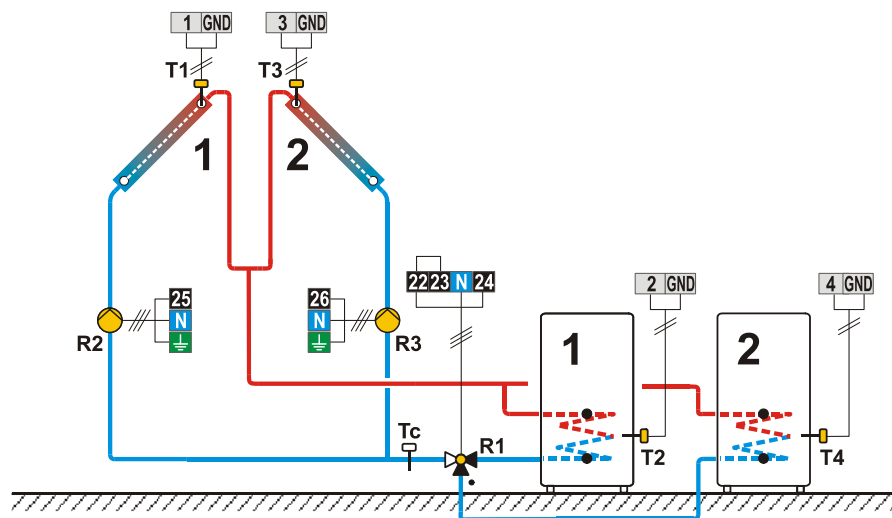 1 GND
3 GND
T1
T3
1
2
22 23 N 24
2 GND
4 GND
25
N
26
N
R2
R3
1
2
Tc
R1
T2
T4